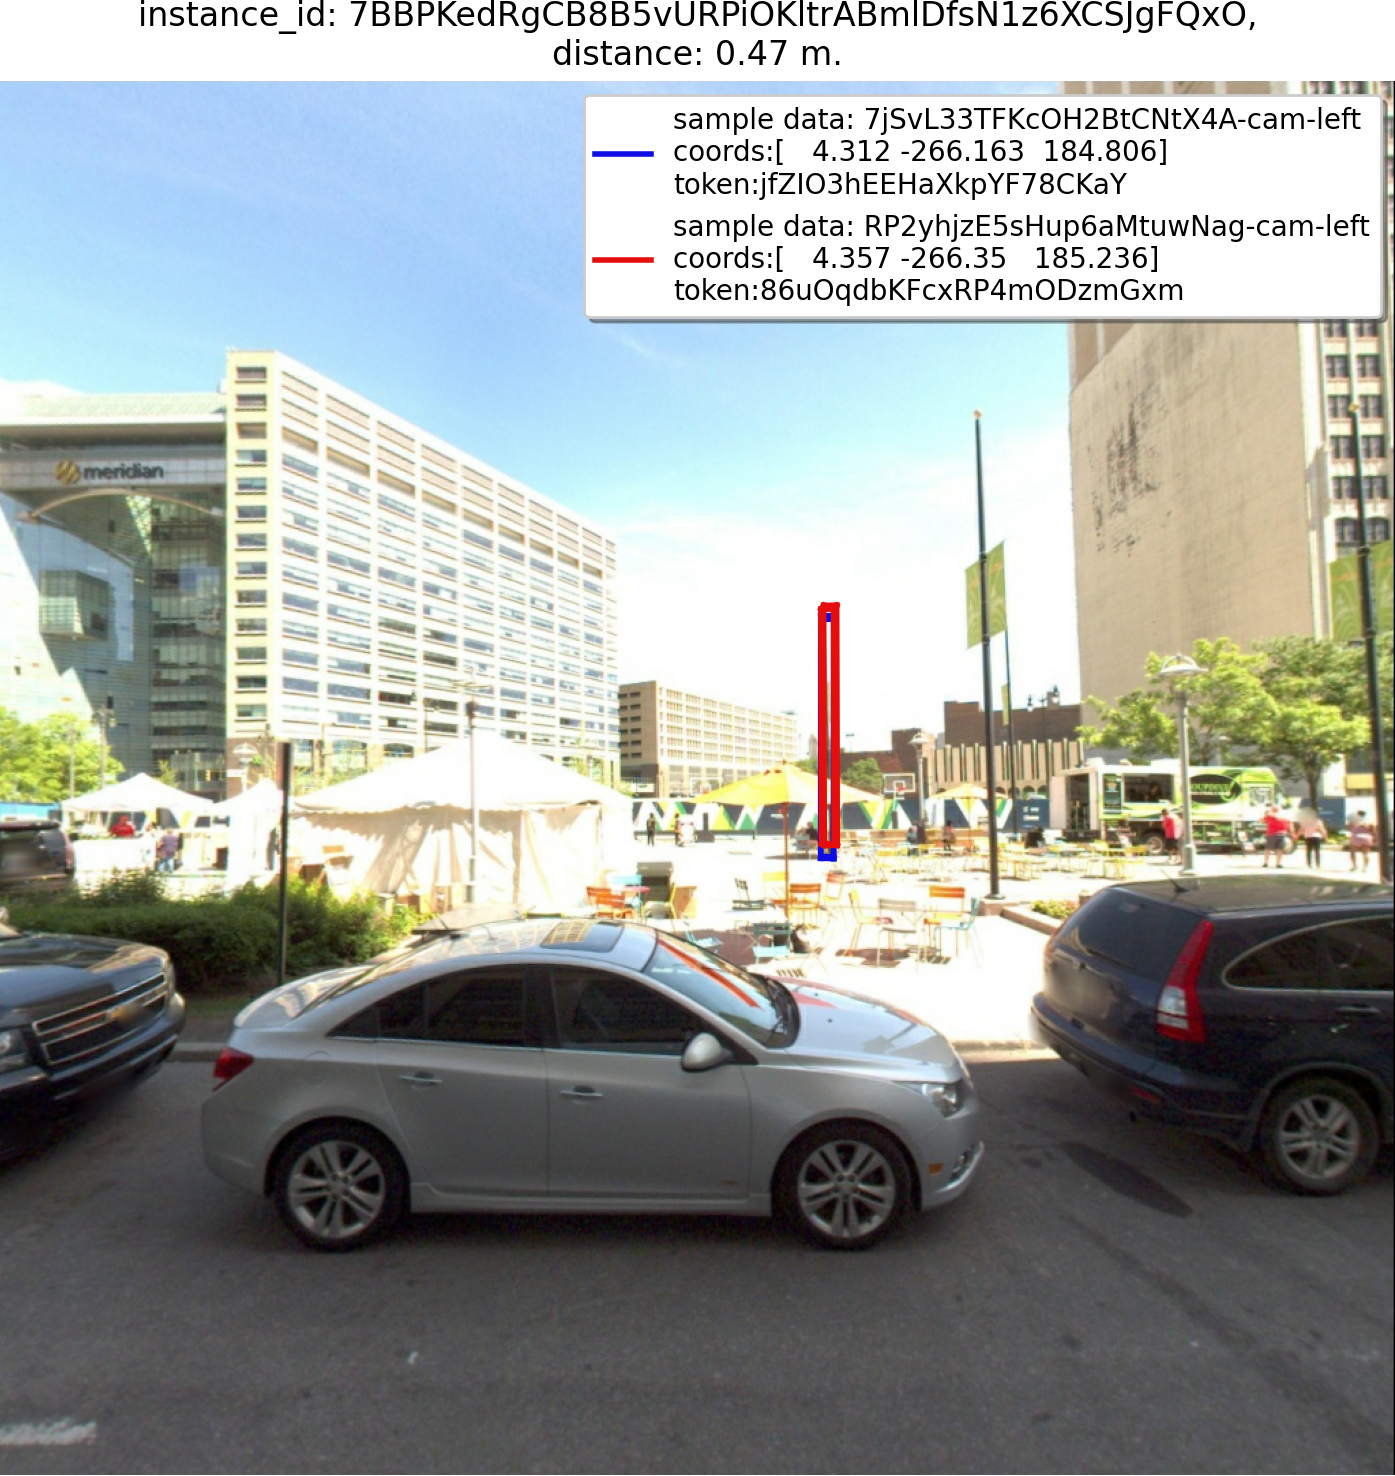 instance_id: 7BBPKedRgCB8B5vURPiOKltrABmlDfsN1z6XCSJgFQxO,
distance: 0.47 m.
sample data: 7jSvL33TFKcOH2BtCNtX4A-cam-left
coords:[   4.312 -266.163  184.806]
token:jfZIO3hEEHaXkpYF78CKaY
sample data: RP2yhjzE5sHup6aMtuwNag-cam-left
coords:[   4.357 -266.35   185.236]
token:86uOqdbKFcxRP4mODzmGxm
meridian